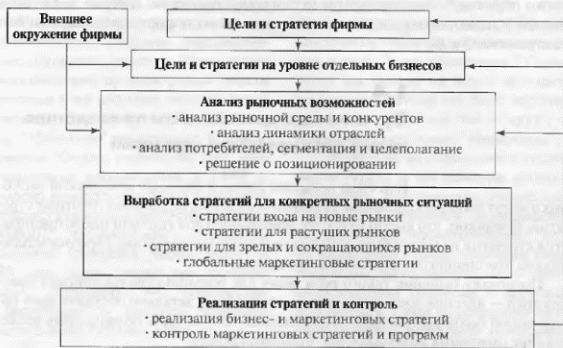 Внешнее
окружение фирмы
Цели и стратегия фирмы
Цели и стратегии на уровне отдельных бизнесов
Анализ рыночных возможностей
· анализ рыночной среды и конкурентов
· анализ динамики отраслей
· анализ потребителей, сегментация и целеполагание
· решение о позиционировании
Выработка стратегий для конкретных рыночных ситуаций
· стратегии входа на новые рынки
· стратегии для растущих рынков
· стратегии для зрелых и сокращающихся рынков
· глобальные маркетинговые стратегии
Реализация стратегий и контроль
· реализация бизнес- и маркетинговых стратегий
· контроль маркетинговых стратегий и программ